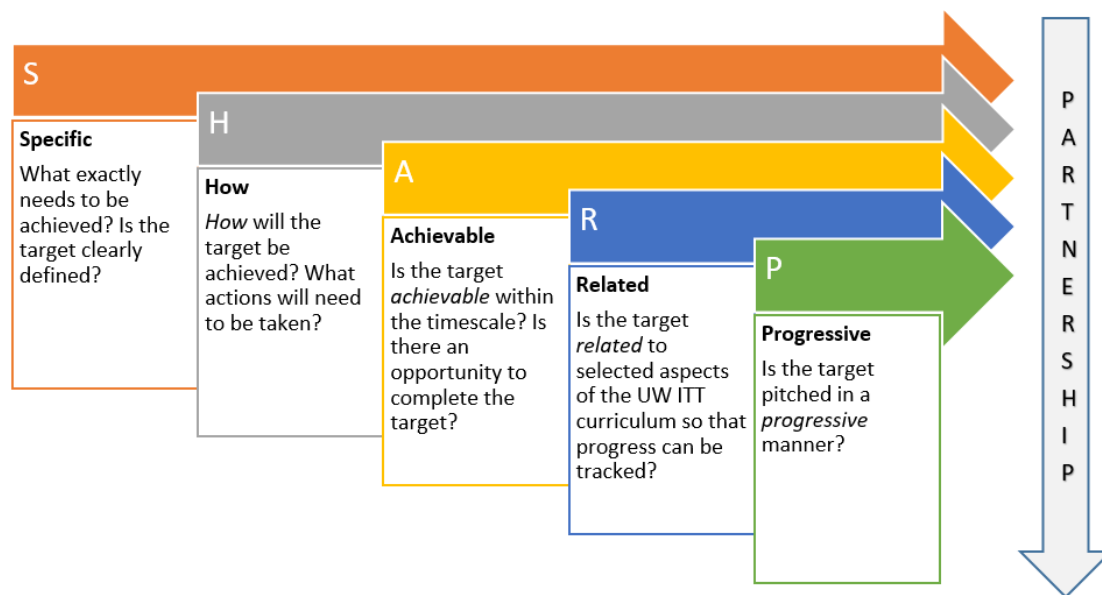 S
Specific
What exactly
needs to be
achieved? Is the
target clearly
defined?
H
How
How will the
target be
achieved? What
actions will need
to be taken?
A
Achievable
Is the target
achievable within
the timescale? Is
there an
opportunity to
complete the
target?
R
Related
Is the target
related to
selected aspects
of the UW ITT
curriculum so that
progress can be
tracked?
P
Progressive
Is the target
pitched in a
progressive
manner?
P
A
R
T
N
E
R
S
H
I
P